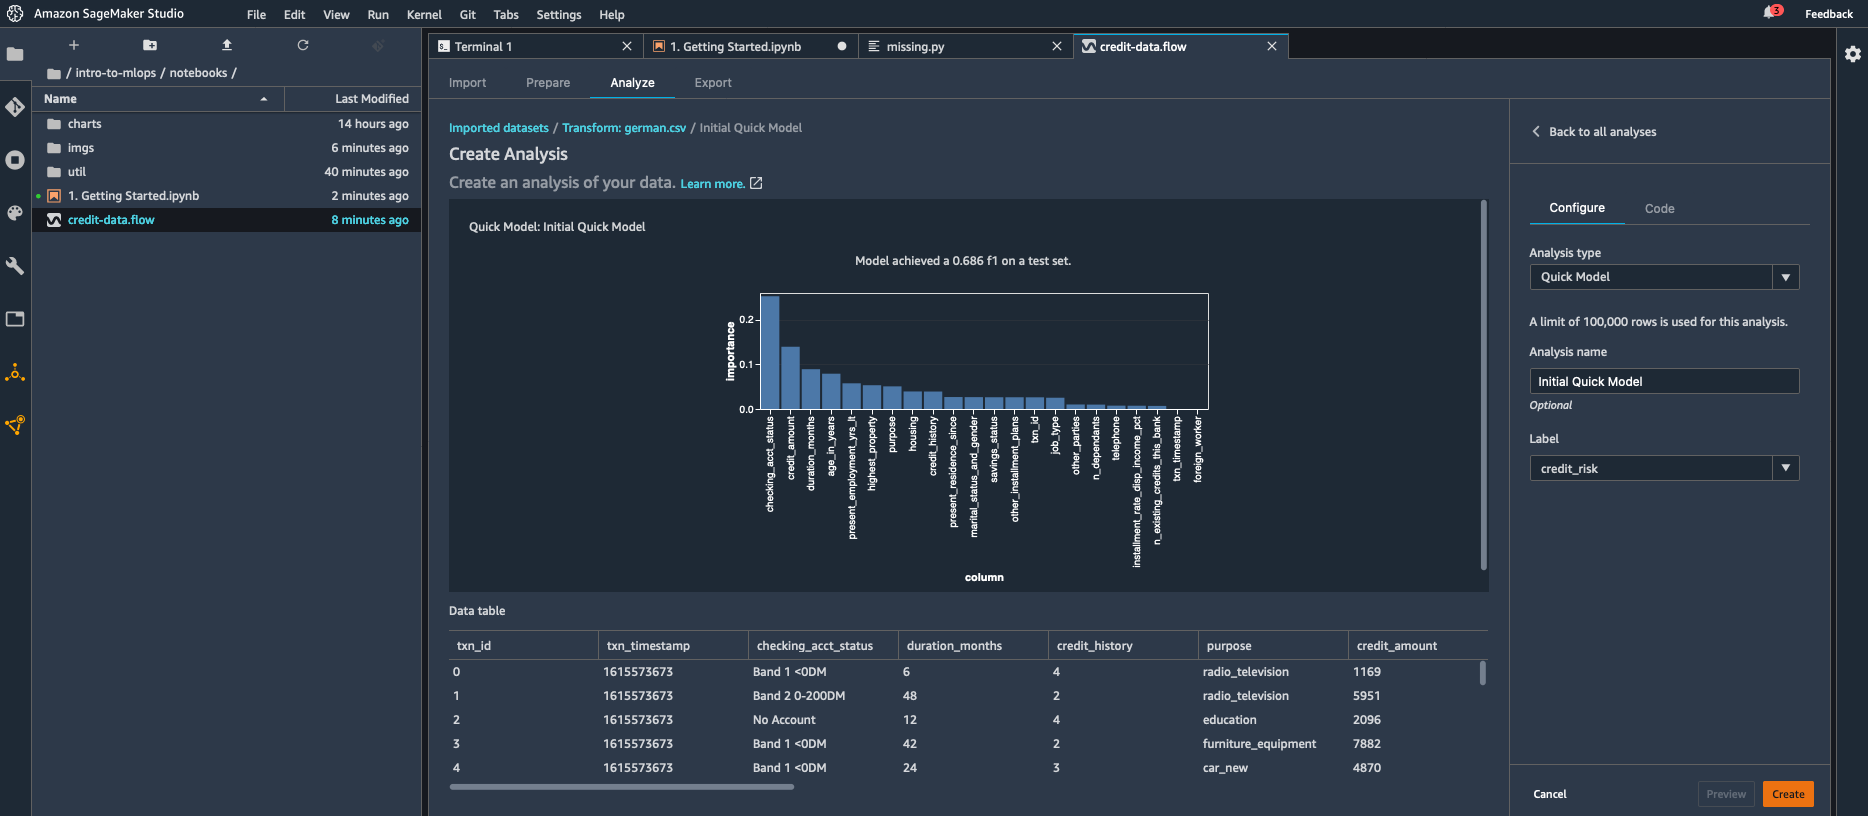 Amazon SageMaker Studio File Edit View Run Kernel Git Tabs Settings Help 3 Feedback
/ intro-to-mlops / notebooks /
Name Last Modified
charts 14 hours ago
imgs 6 minutes ago
util 40 minutes ago
1. Getting Started.ipynb 2 minutes ago
credit-data.flow 8 minutes ago
Terminal 1 1. Getting Started.ipynb missing.py credit-data.flow
Import Prepare Analyze Export
Imported datasets / Transform: german.csv / Initial Quick Model
Create Analysis
Create an analysis of your data. Learn more.
Quick Model: Initial Quick Model
Model achieved a 0.686 f1 on a test set.
importance
0.2
0.1
0.0
checking_acct_status
credit_amount
duration_months
age_in_years
present_employment_yrs_lt
highest_property
purpose
housing
credit_history
present_residence_since
marital_status_and_gender
savings_status
other_installment_plans
txn_id
job_type
other_parties
n_dependants
telephone
installment_rate_disp_income_pct
n_existing_credits_this_bank
txn_timestamp
foreign_worker
column
Data table
txn_id txn_timestamp checking_acct_status duration_months credit_history purpose credit_amount
0 1615573673 Band 1 <0DM 6 4 radio_television 1169
1 1615573673 Band 2 0-200DM 48 2 radio_television 5951
2 1615573673 No Account 12 4 education 2096
3 1615573673 Band 1 <0DM 42 2 furniture_equipment 7882
4 1615573673 Band 1 <0DM 24 3 car_new 4870
Back to all analyses
Configure Code
Analysis type
Quick Model
A limit of 100,000 rows is used for this analysis.
Analysis name
Initial Quick Model
Optional
Label
credit_risk
Cancel Preview Create